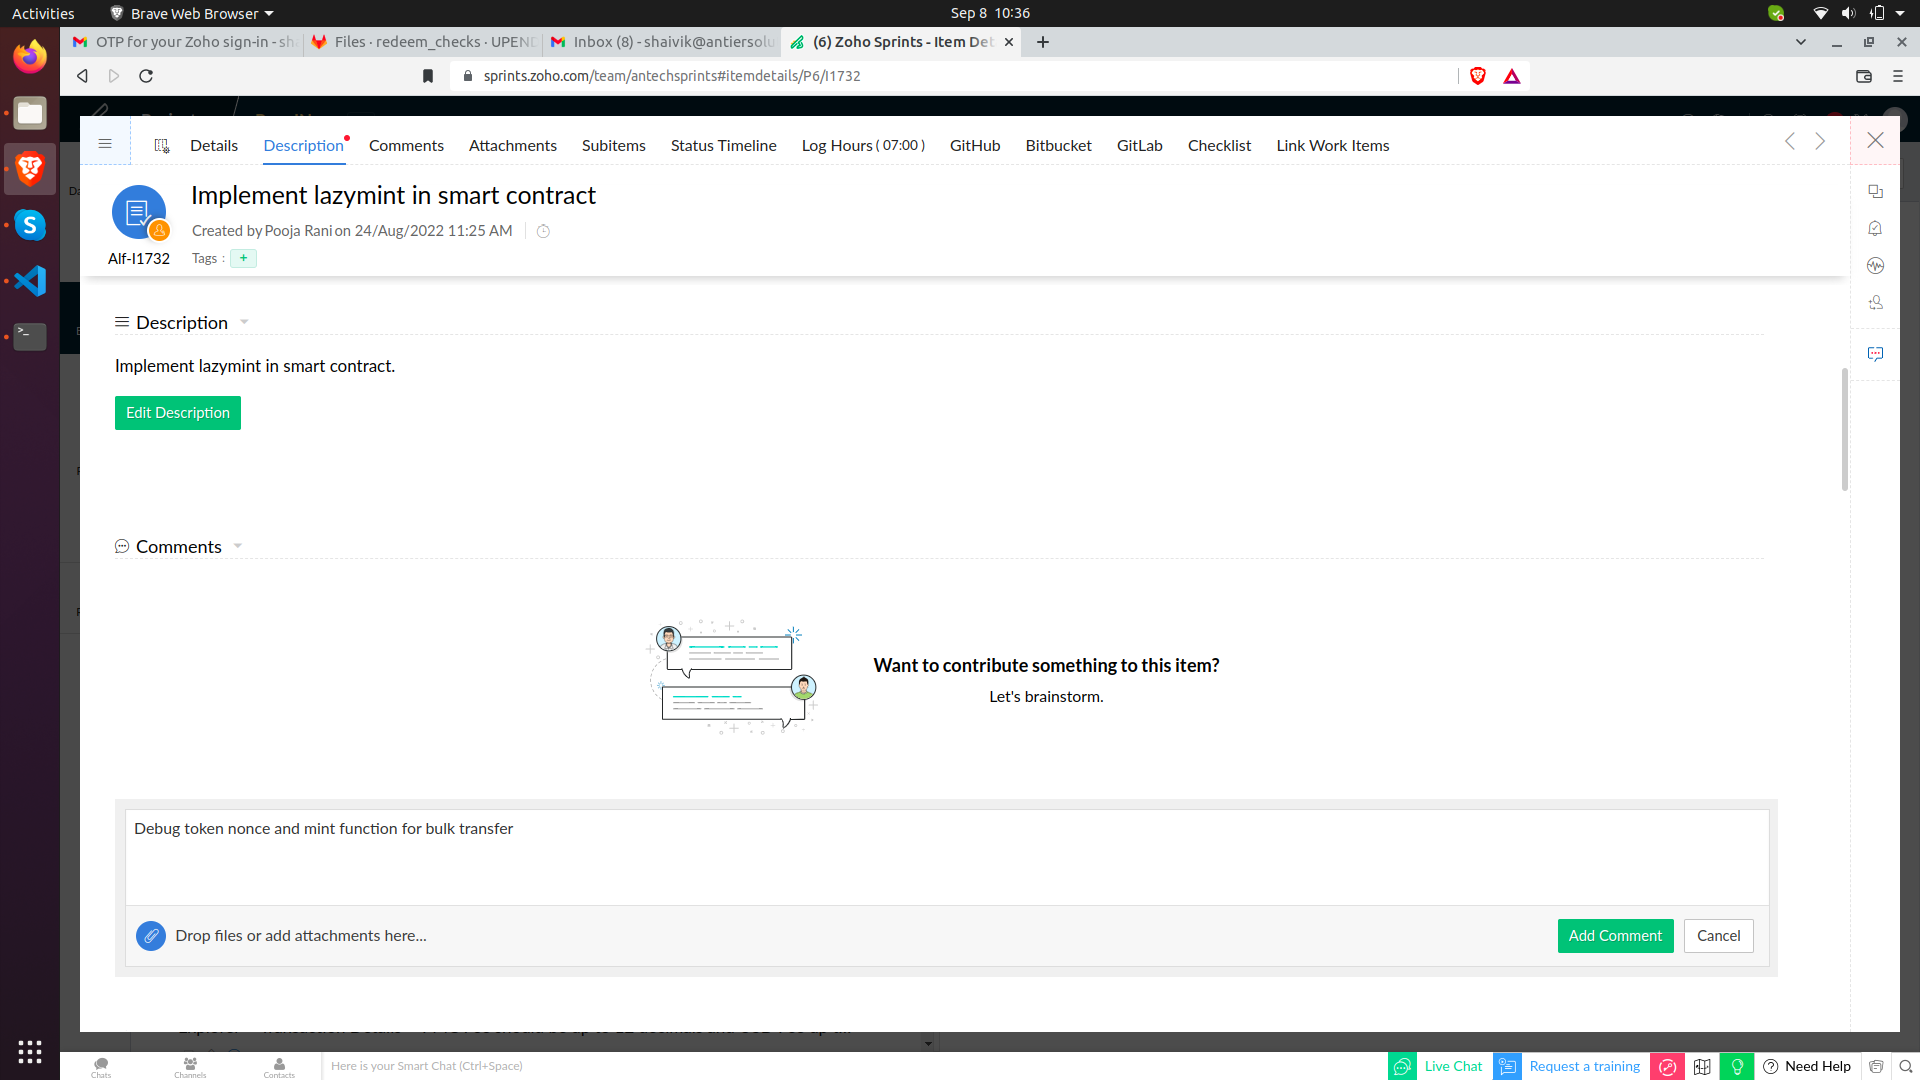 Activities
Brave Web Browser
Sep 8 10:36
OTP for your Zoho sign-in - sh
Files · redeem_checks · UPEND
Inbox (8) - shaivik@antiersolu
(6) Zoho Sprints - Item Det
sprints.zoho.com/team/antechsprints#itemdetails/P6/I1732
Details
Description
Comments
Attachments
Subitems
Status Timeline
Log Hours ( 07:00 )
GitHub
Bitbucket
GitLab
Checklist
Link Work Items
Implement lazymint in smart contract
Created by Pooja Rani on 24/Aug/2022 11:25 AM
Alf-I1732
Tags : +
Description
Implement lazymint in smart contract.
Edit Description
Comments
Want to contribute something to this item?
Let's brainstorm.
Debug token nonce and mint function for bulk transfer
Drop files or add attachments here...
Add Comment
Cancel
Chats
Channels
Contacts
Here is your Smart Chat (Ctrl+Space)
Live Chat
Request a training
Need Help